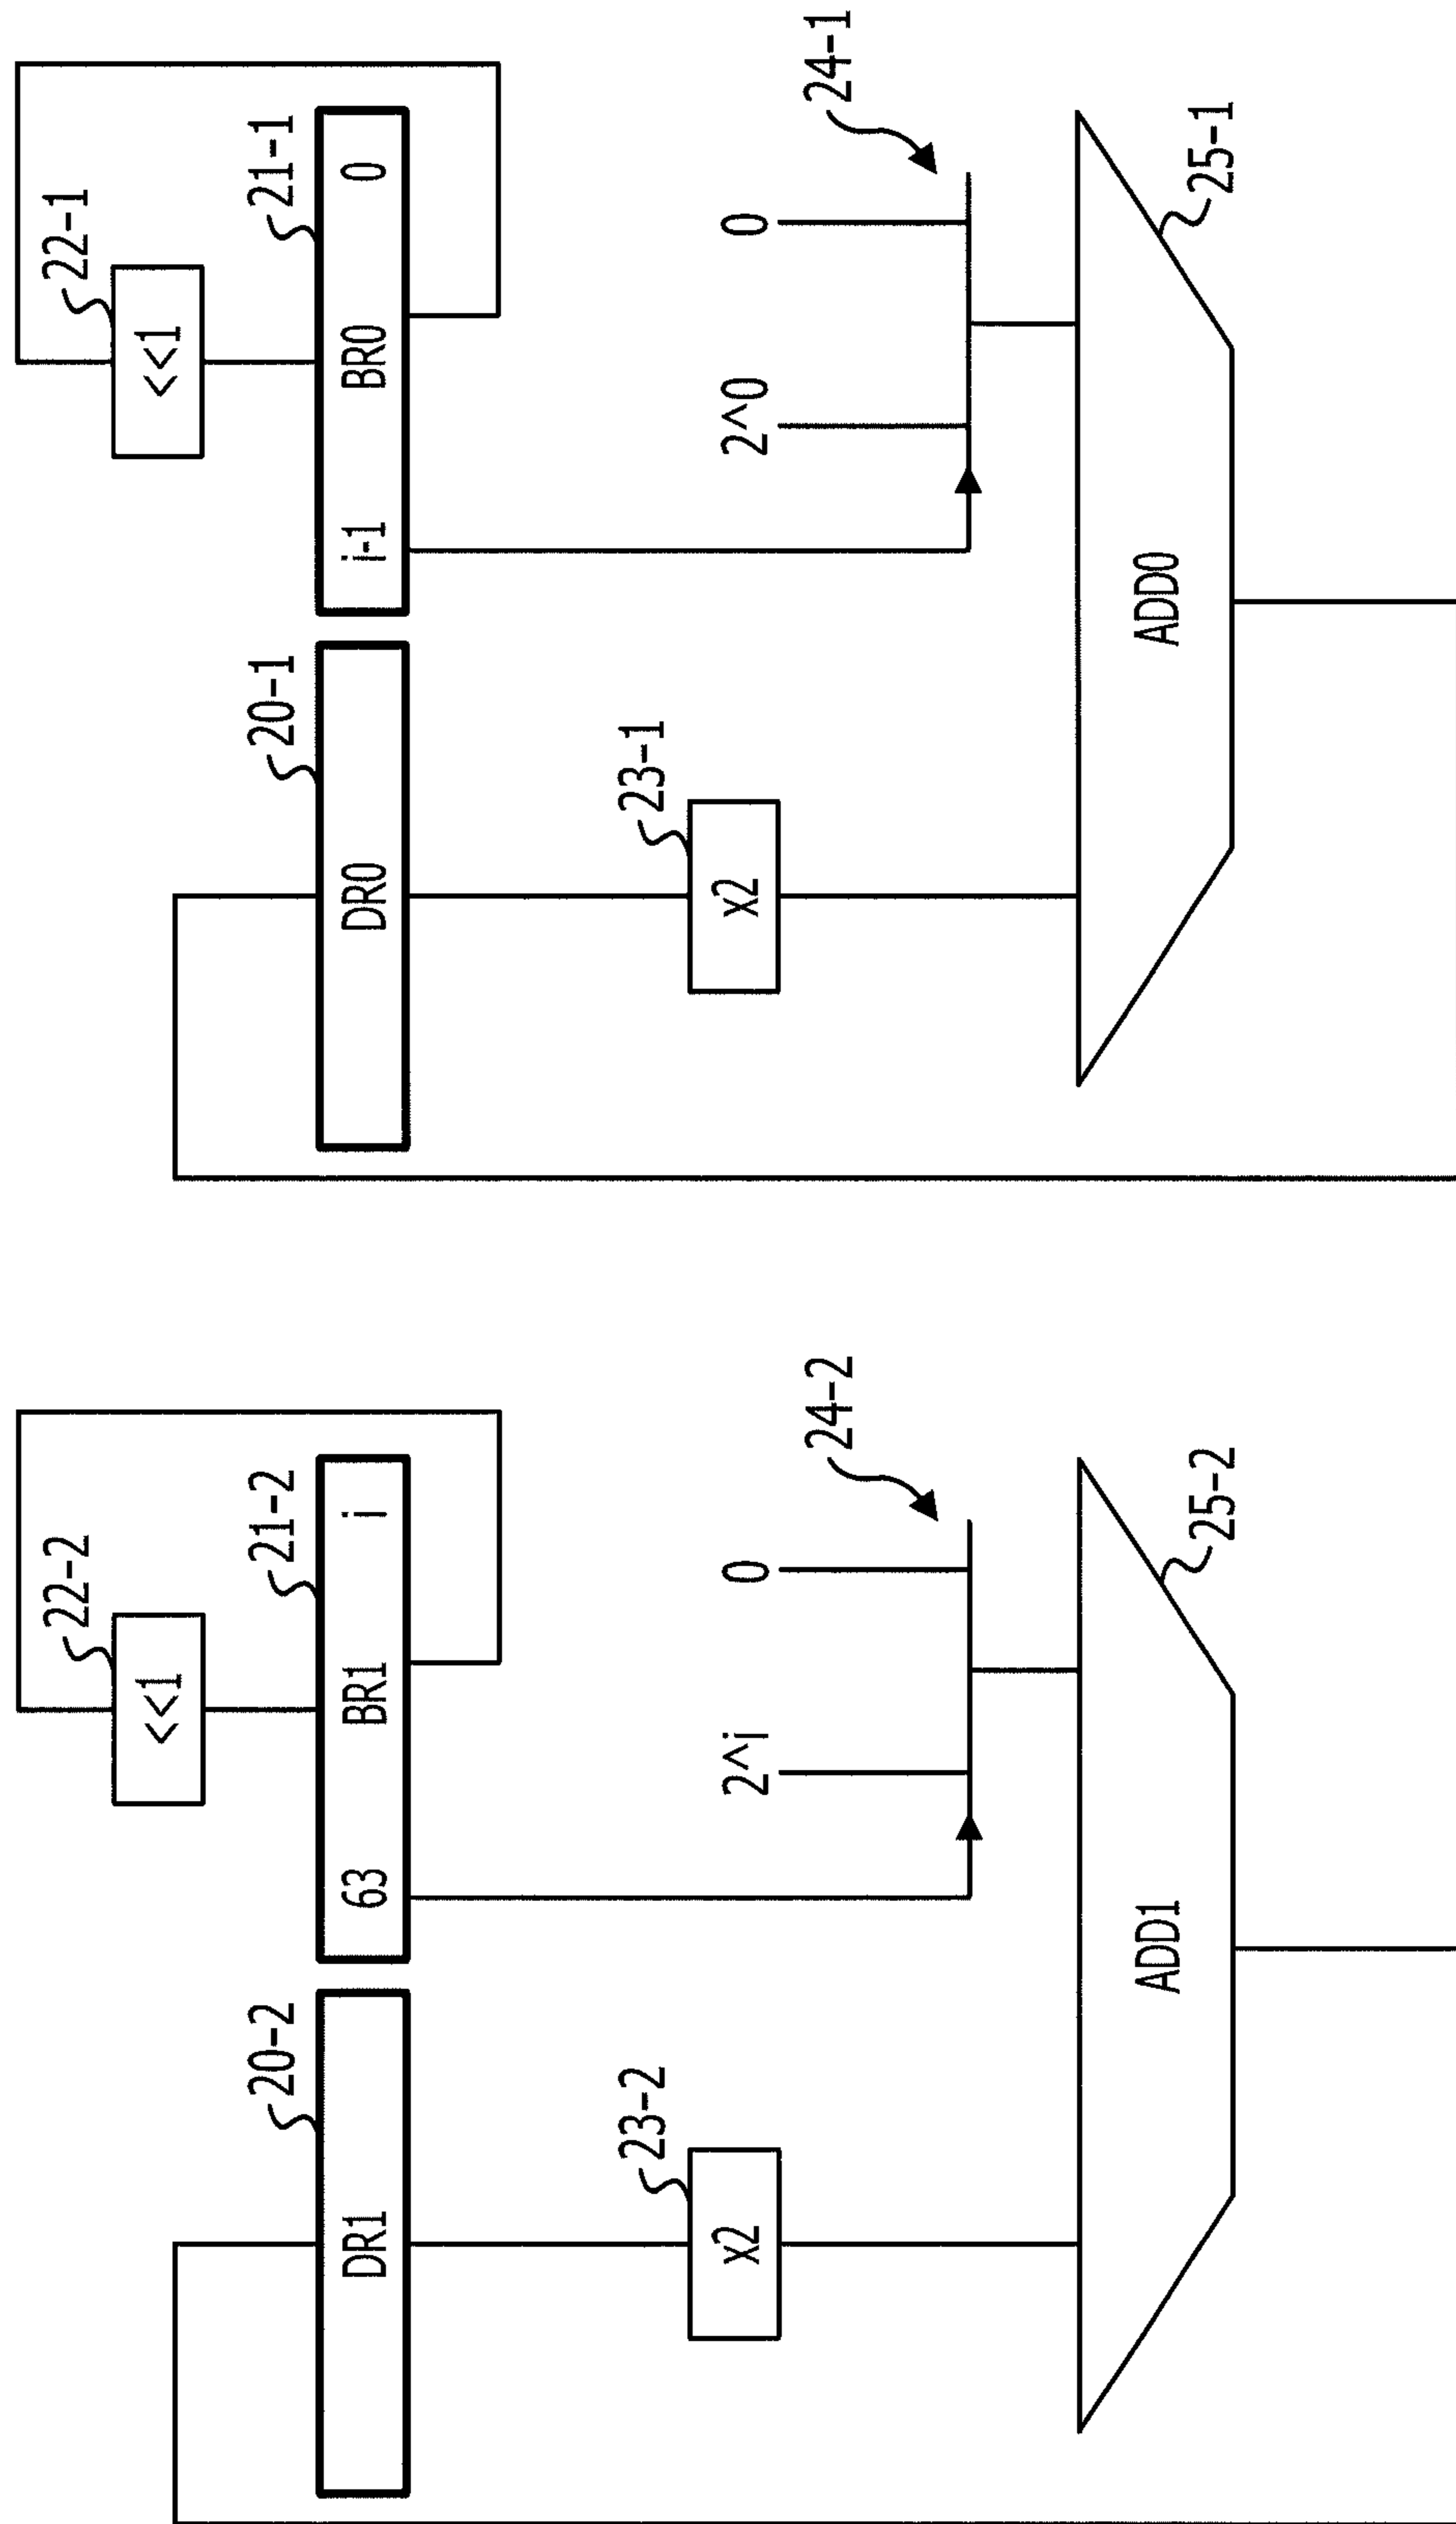 22-2 22-1
<<1 <<1
20-2 21-2 20-1 21-1
DR1 63 BR1 i DR0 i-1 BR0 0
23-2 23-1
x2 2^i 0 x2 2^0 0
24-2 24-1
ADD1 ADD0
25-2 25-1